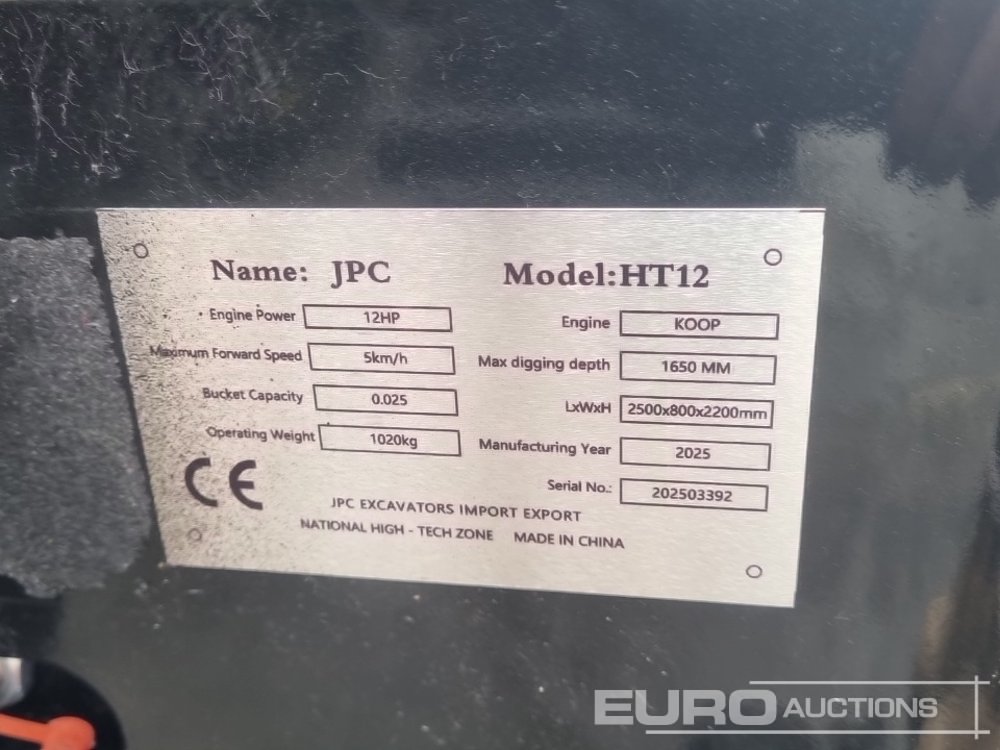 Name: JPC
Model:HT12
Engine Power 12HP
Maximum Forward Speed 5km/h
Bucket Capacity 0.025
Operating Weight 1020kg
Engine KOOP
Max digging depth 1650 MM
LxWxH 2500x800x2200mm
Manufacturing Year 2025
Serial No.: 202503392
CE
JPC EXCAVATORS IMPORT EXPORT
NATIONAL HIGH - TECH ZONE MADE IN CHINA
EURO AUCTIONS